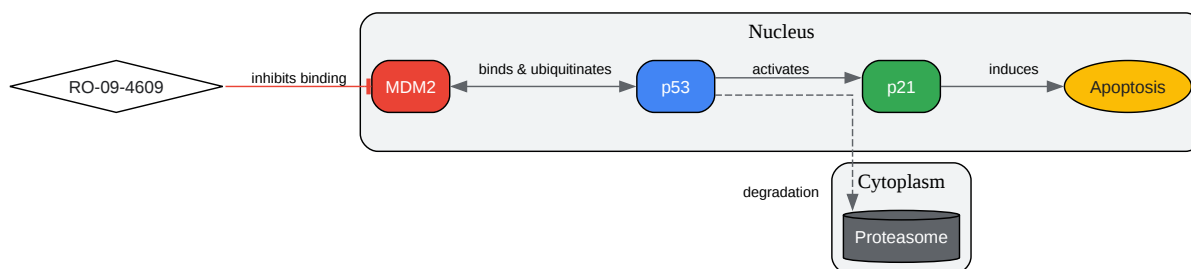 Nucleus
RO-09-4609
inhibits binding
MDM2
binds & ubiquitinates
p53
activates
p21
induces
Apoptosis
degradation
Cytoplasm
Proteasome